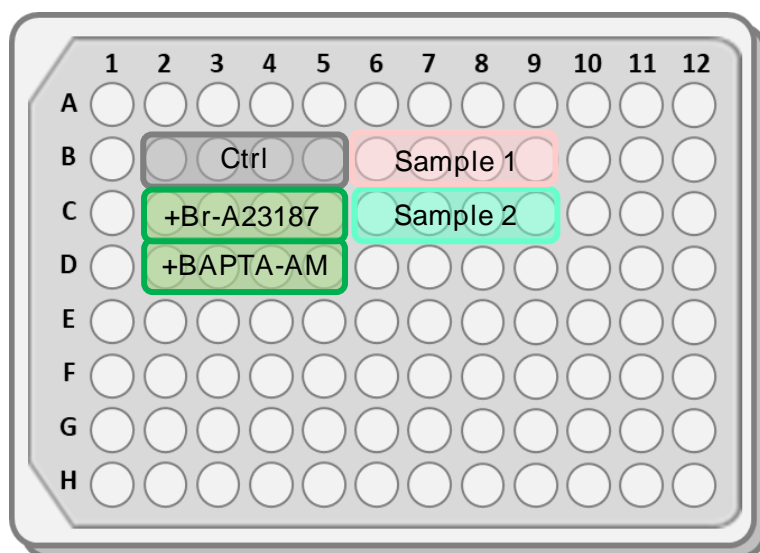 1 2 3 4 5 6 7 8 9 10 11 12
A
B Ctrl Sample 1
C +Br-A23187 Sample 2
D +BAPTA-AM
E
F
G
H